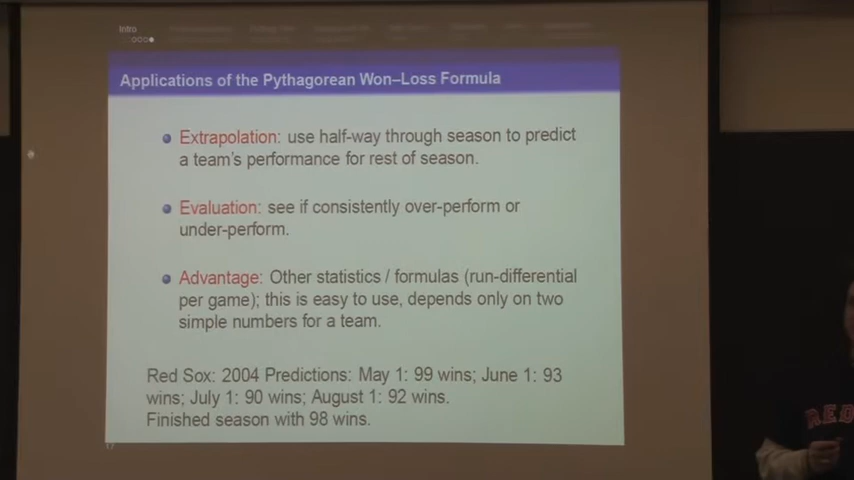 Intro
Applications of the Pythagorean Won–Loss Formula
Extrapolation: use half-way through season to predict
a team's performance for rest of season.
Evaluation: see if consistently over-perform or
under-perform.
Advantage: Other statistics / formulas (run-differential
per game); this is easy to use, depends only on two
simple numbers for a team.
Red Sox: 2004 Predictions: May 1: 99 wins; June 1: 93
wins; July 1: 90 wins; August 1: 92 wins.
Finished season with 98 wins.
17
RED